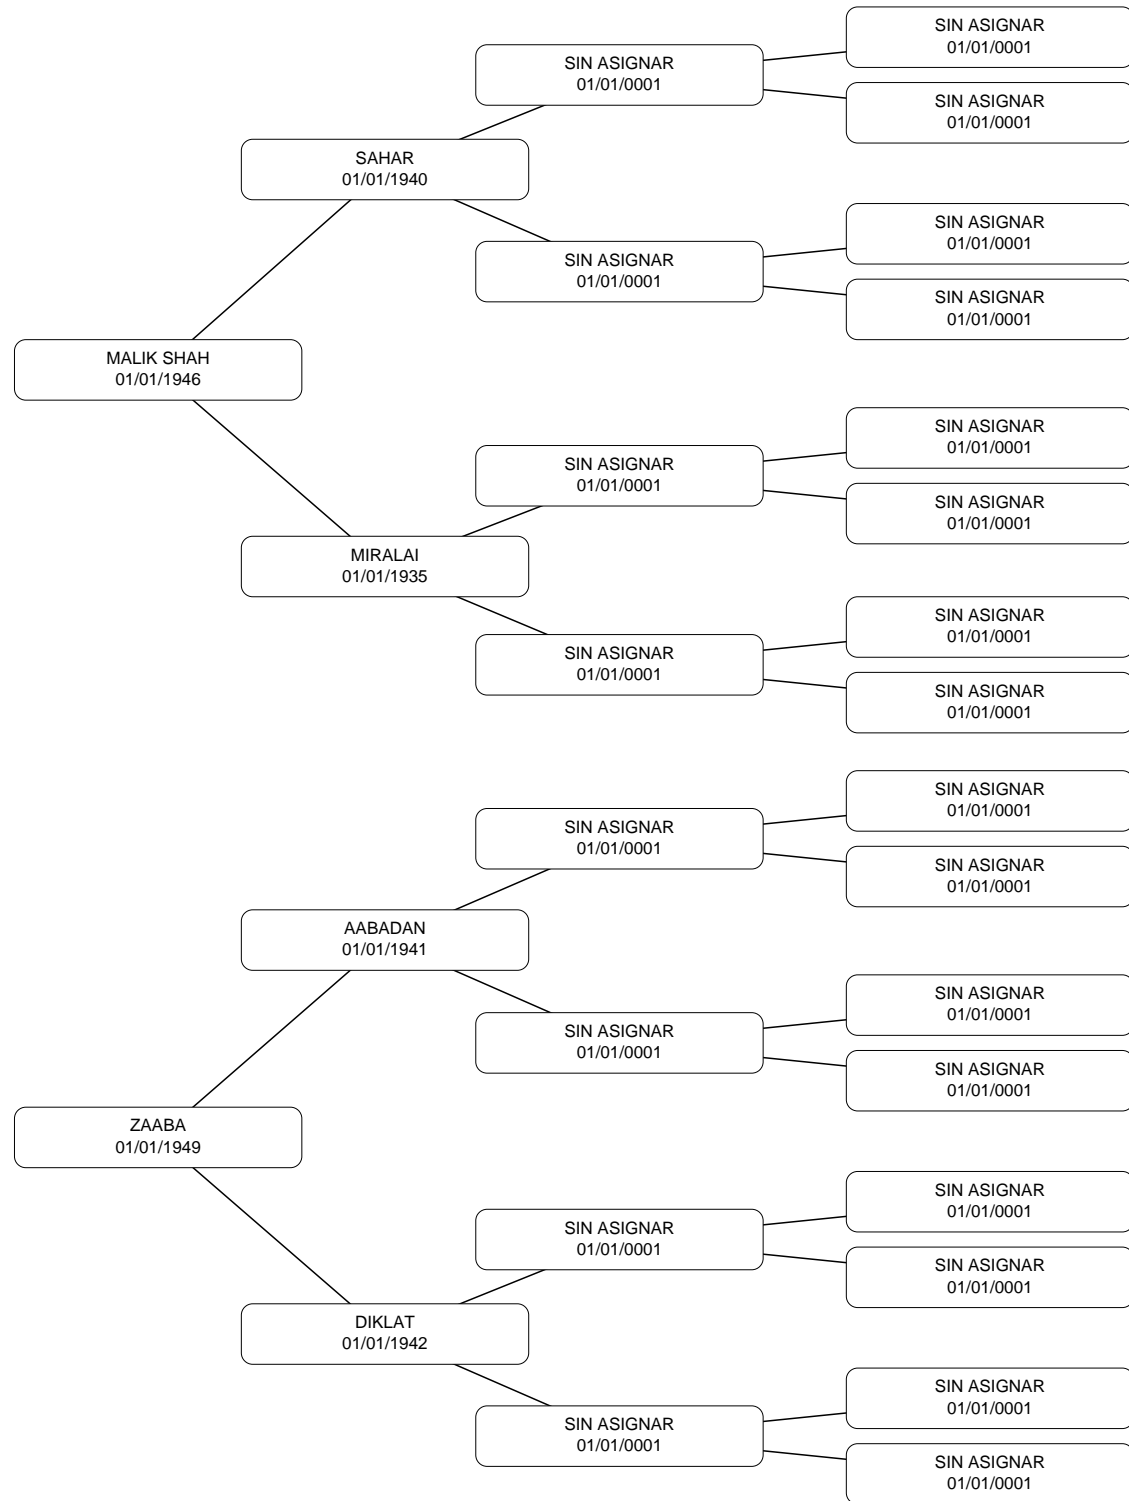 SIN ASIGNAR
01/01/0001
SIN ASIGNAR
01/01/0001
SIN ASIGNAR
01/01/0001
SAHAR
01/01/1940
SIN ASIGNAR
01/01/0001
SIN ASIGNAR
01/01/0001
SIN ASIGNAR
01/01/0001
MALIK SHAH
01/01/1946
SIN ASIGNAR
01/01/0001
SIN ASIGNAR
01/01/0001
SIN ASIGNAR
01/01/0001
MIRALAI
01/01/1935
SIN ASIGNAR
01/01/0001
SIN ASIGNAR
01/01/0001
SIN ASIGNAR
01/01/0001
SIN ASIGNAR
01/01/0001
SIN ASIGNAR
01/01/0001
SIN ASIGNAR
01/01/0001
AABADAN
01/01/1941
SIN ASIGNAR
01/01/0001
SIN ASIGNAR
01/01/0001
SIN ASIGNAR
01/01/0001
ZAABA
01/01/1949
SIN ASIGNAR
01/01/0001
SIN ASIGNAR
01/01/0001
SIN ASIGNAR
01/01/0001
DIKLAT
01/01/1942
SIN ASIGNAR
01/01/0001
SIN ASIGNAR
01/01/0001
SIN ASIGNAR
01/01/0001